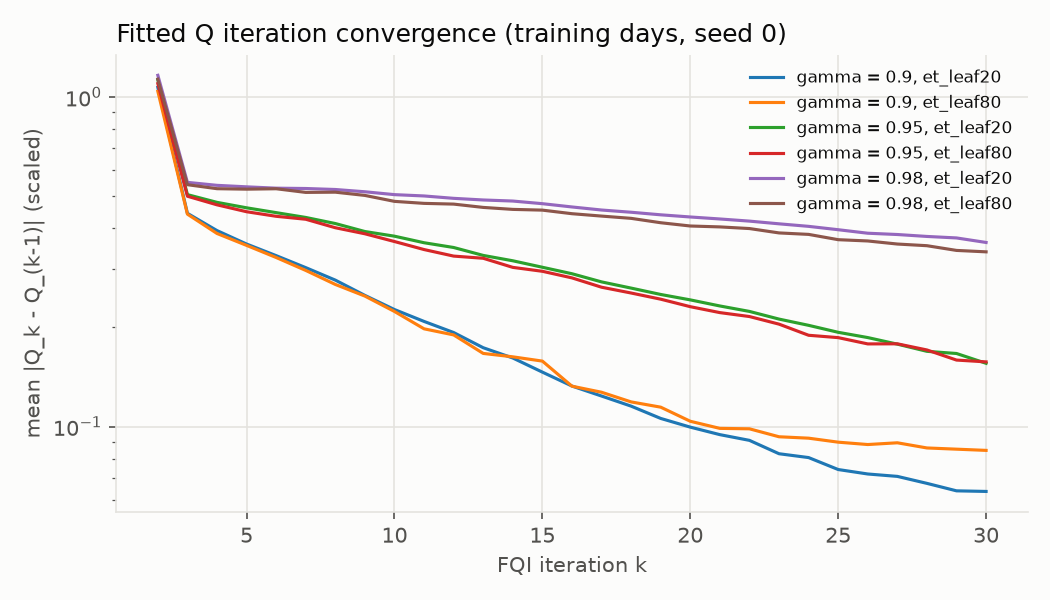 Fitted Q iteration convergence (training days, seed 0)
mean |Q_k - Q_(k-1)| (scaled)
10^0
10^−1
gamma = 0.9, et_leaf20
gamma = 0.9, et_leaf80
gamma = 0.95, et_leaf20
gamma = 0.95, et_leaf80
gamma = 0.98, et_leaf20
gamma = 0.98, et_leaf80
5 10 15 20 25 30
FQI iteration k